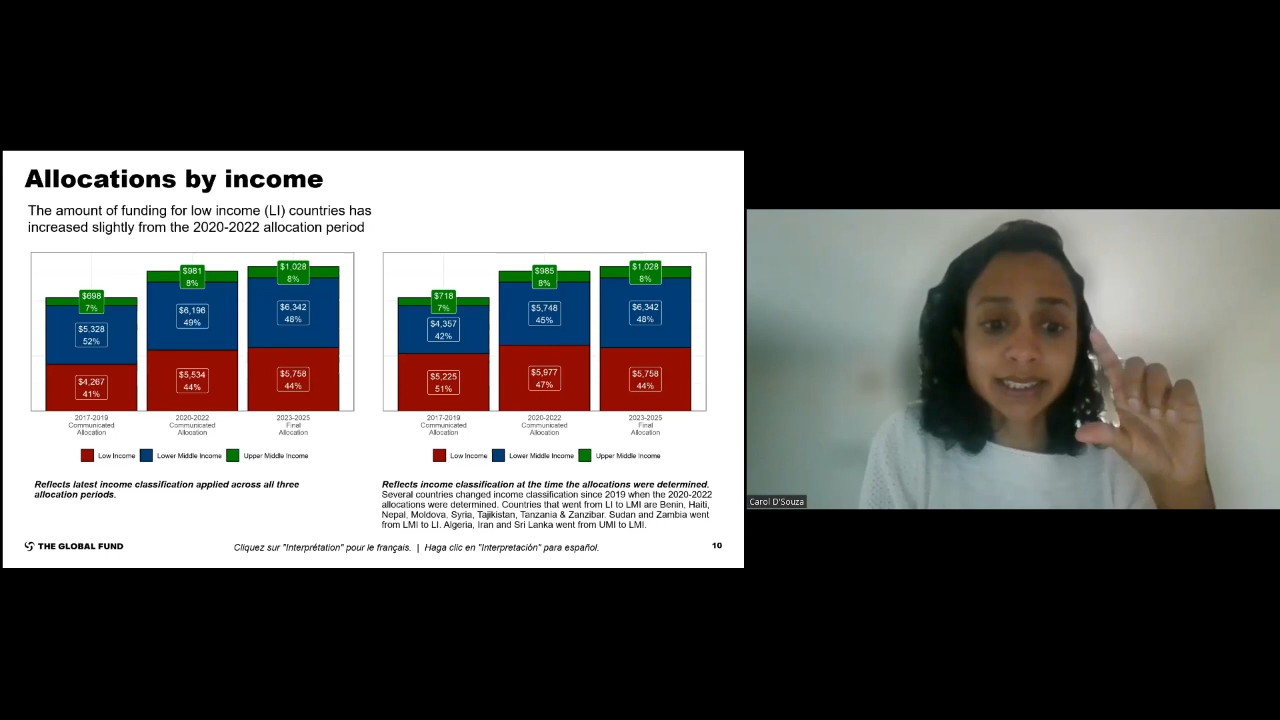 Allocations by income
The amount of funding for low income (LI) countries has
increased slightly from the 2020-2022 allocation period
$698
7%
$5,328
52%
$4,267
41%
$981
8%
$6,196
49%
$5,534
44%
$1,028
8%
$6,342
48%
$5,758
44%
2017-2019
Communicated
Allocation
2020-2022
Communicated
Allocation
2023-2025
Final
Allocation
Low Income Lower Middle Income Upper Middle Income
Reflects latest income classification applied across all three
allocation periods.
$718
7%
$4,357
42%
$5,225
51%
$985
8%
$5,748
45%
$5,977
47%
$1,028
8%
$6,342
48%
$5,758
44%
2017-2019
Communicated
Allocation
2020-2022
Communicated
Allocation
2023-2025
Final
Allocation
Low Income Lower Middle Income Upper Middle Income
Reflects income classification at the time the allocations were determined.
Several countries changed income classification since 2019 when the 2020-2022
allocations were determined. Countries that went from LI to LMI are Benin, Haiti,
Nepal, Moldova, Syria, Tajikistan, Tanzania & Zanzibar. Sudan and Zambia went
from LMI to LI. Algeria, Iran and Sri Lanka went from UMI to LMI.
THE GLOBAL FUND
Cliquez sur "Interprétation" pour le français. | Haga clic en "Interpretación" para español.
10
Carol D'Souza